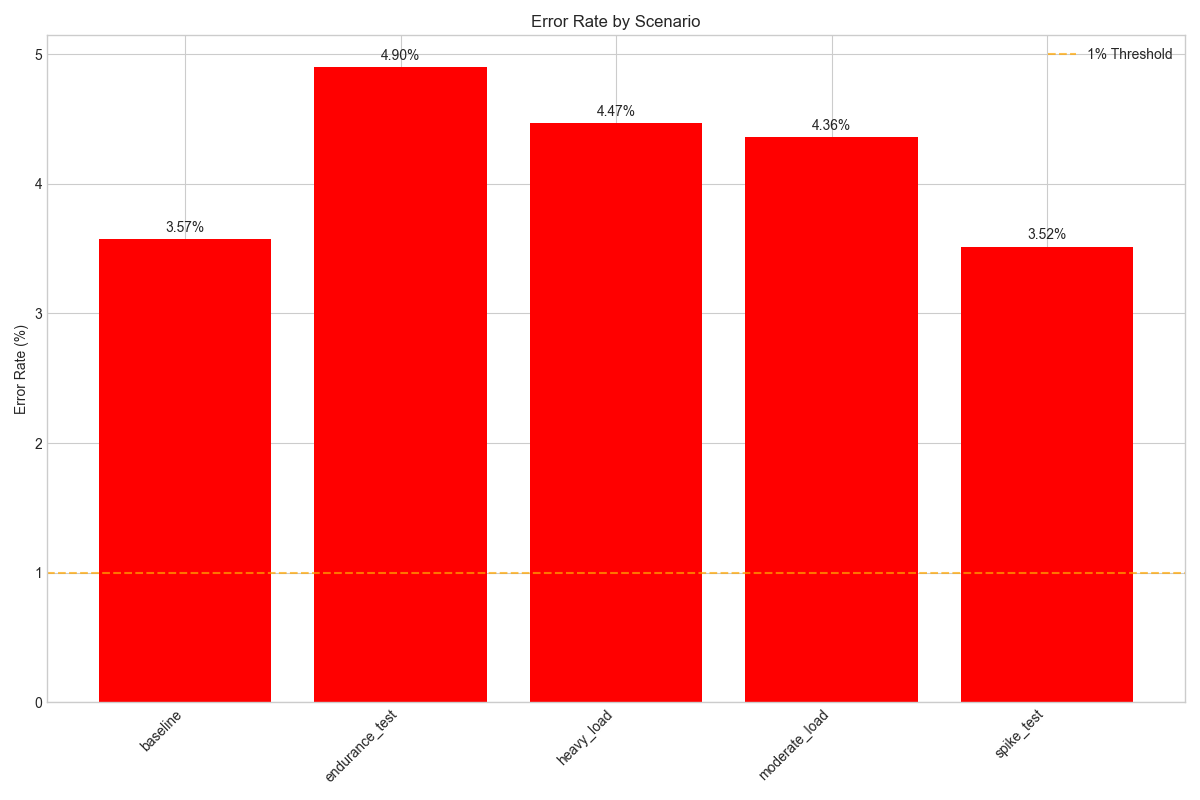 Error Rate by Scenario
1% Threshold
Error Rate (%)
5
4
3
2
1
0
3.57%
4.90%
4.47%
4.36%
3.52%
baseline
endurance_test
heavy_load
moderate_load
spike_test